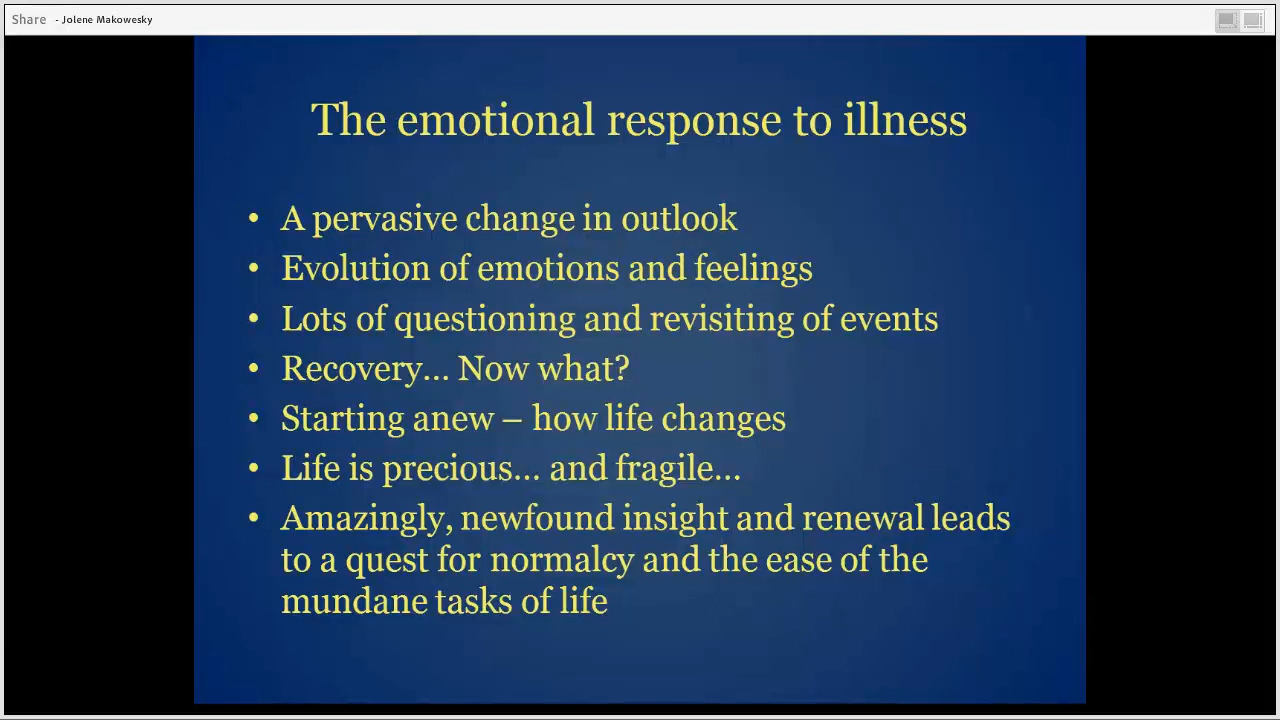 Share - Jolene Makowesky
The emotional response to illness
• A pervasive change in outlook
• Evolution of emotions and feelings
• Lots of questioning and revisiting of events
• Recovery... Now what?
• Starting anew – how life changes
• Life is precious... and fragile...
• Amazingly, newfound insight and renewal leads
to a quest for normalcy and the ease of the
mundane tasks of life